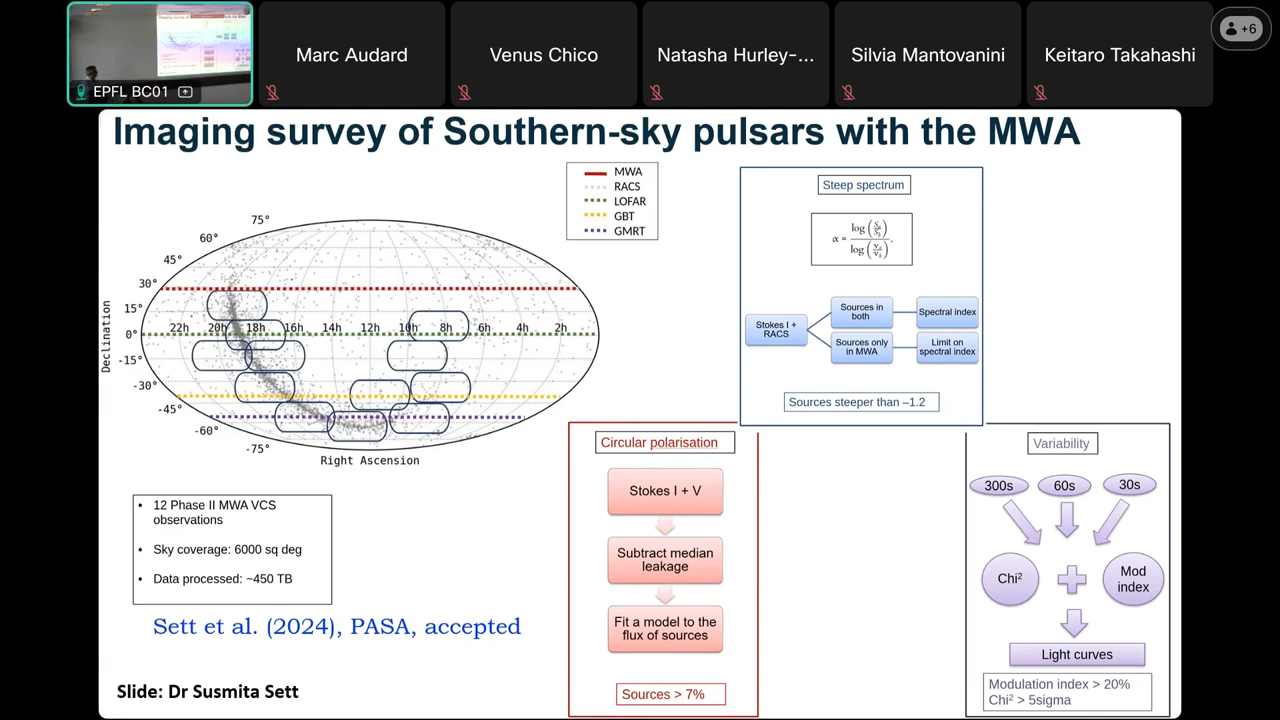 EPFL BC01
Marc Audard
Venus Chico
Natasha Hurley-...
Silvia Mantovanini
Keitaro Takahashi
+6
Imaging survey of Southern-sky pulsars with the MWA
MWA
RACS
LOFAR
GBT
GMRT
75°
60°
45°
30°
15°
0°
-15°
-30°
-45°
-60°
-75°
22h 20h 18h 16h 14h 12h 10h 8h 6h 4h 2h
Declination
Right Ascension
• 12 Phase II MWA VCS
observations
• Sky coverage: 6000 sq deg
• Data processed: ~450 TB
Sett et al. (2024), PASA, accepted
Slide: Dr Susmita Sett
Steep spectrum
α = log / log
Stokes I +
RACS
Sources in
both
Spectral index
Sources only
in MWA
Limit on
spectral index
Sources steeper than –1.2
Circular polarisation
Stokes I + V
Subtract median
leakage
Fit a model to the
flux of sources
Sources > 7%
Variability
300s
60s
30s
Chi²
Mod
index
Light curves
Modulation index > 20%
Chi² > 5sigma